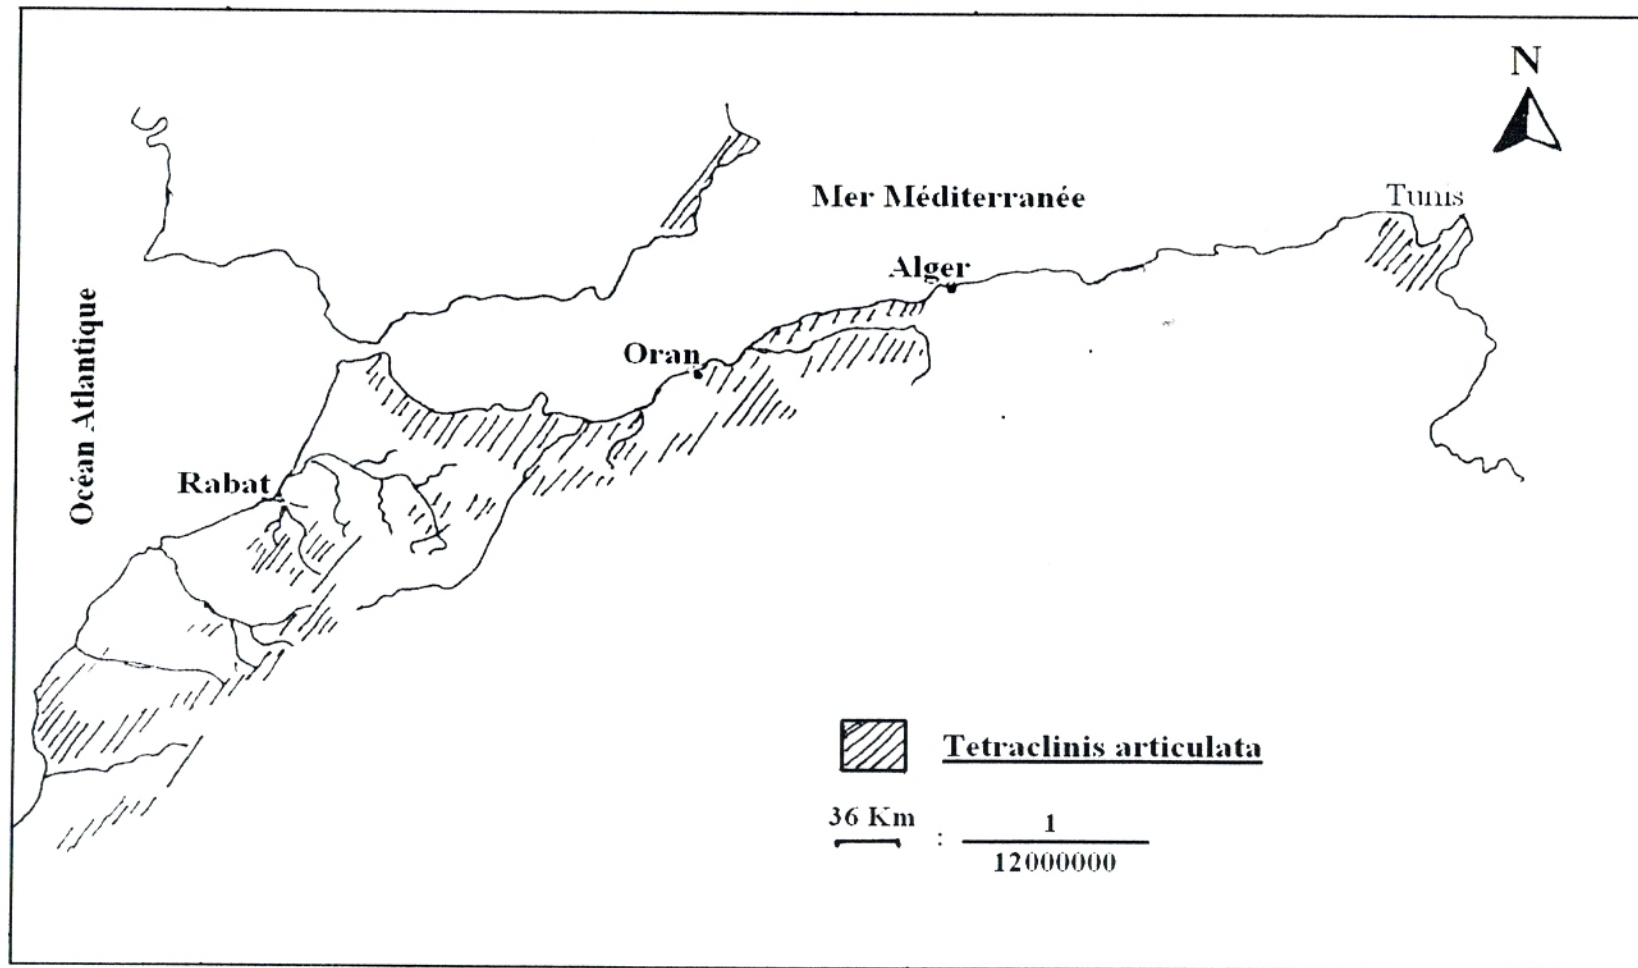 N
Tunis
Mer Méditerranée
Alger
Océan Atlantique
Oran
Rabat
Tetraclinis articulata
36 Km : 1
12000000